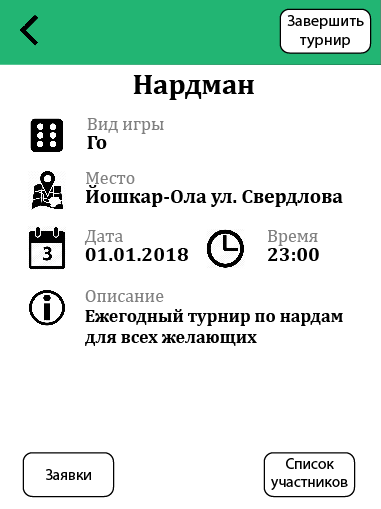 Завершить
турнир
Нардман
Вид игры
Го
Место
Йошкар-Ола ул. Свердлова
Дата
01.01.2018
Время
23:00
3
Описание
Ежегодный турнир по нардам
для всех желающих
Заявки
Список
участников